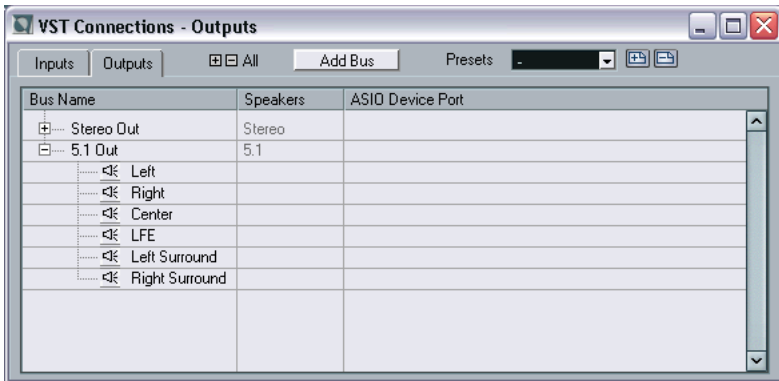 VST Connections - Outputs
Inputs Outputs All Add Bus Presets -
Bus Name Speakers ASIO Device Port
Stereo Out Stereo
5.1 Out 5.1
Left
Right
Center
LFE
Left Surround
Right Surround